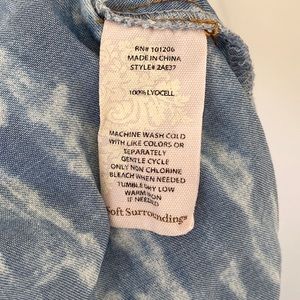 RN# 101206
MADE IN CHINA
STYLE# 2AE37
100% LYOCELL
MACHINE WASH COLD
WITH LIKE COLORS OR
SEPARATELY
GENTLE CYCLE
ONLY NON CHLORINE
BLEACH WHEN NEEDED
TUMBLE DRY LOW
WARM IRON
IF NEEDED
Soft Surroundings